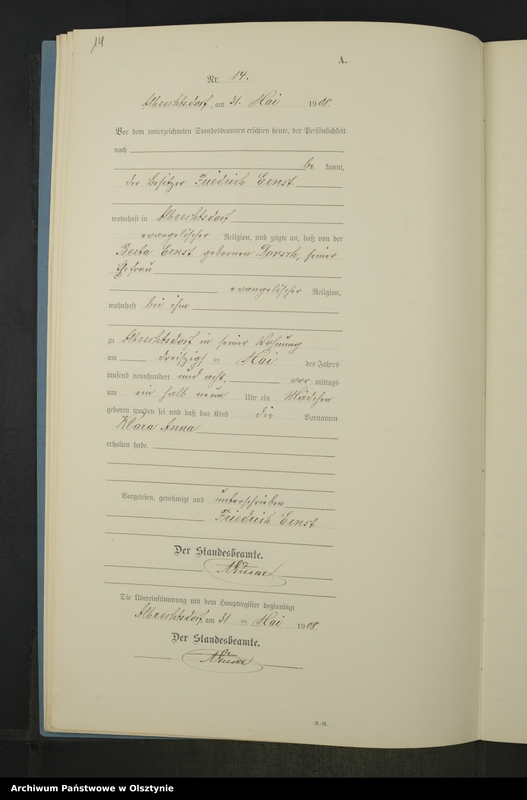 14
A.
Nr. 14.
Albrechtsdorf, am 31. Mai 1908.
Vor dem unterzeichneten Standesbeamten erschien heute, der Persönlichkeit
nach
be kannt,
der Besitzer Friedrich Ernst
wohnhaft in Albrechtsdorf
evangelischer Religion, und zeigte an, daß von der
Berta Ernst gebornen Dorsch, seiner
Ehefrau
evangelischer Religion,
wohnhaft bei ihm
zu Albrechtsdorf in seiner Wohnung
am dreißigsten Mai des Jahres
tausend neunhundert und acht, vor mittags
um ein halb neun Uhr ein Mädchen
geboren worden sei und daß das Kind die Vornamen
Klara Anna
erhalten habe.
Vorgelesen, genehmigt und unterschrieben
Friedrich Ernst
Der Standesbeamte.
Die Übereinstimmung mit dem Hauptregister beglaubigt
Albrechtsdorf, am 31 ten Mai 1908
Der Standesbeamte.
Archiwum Państwowe w Olsztynie